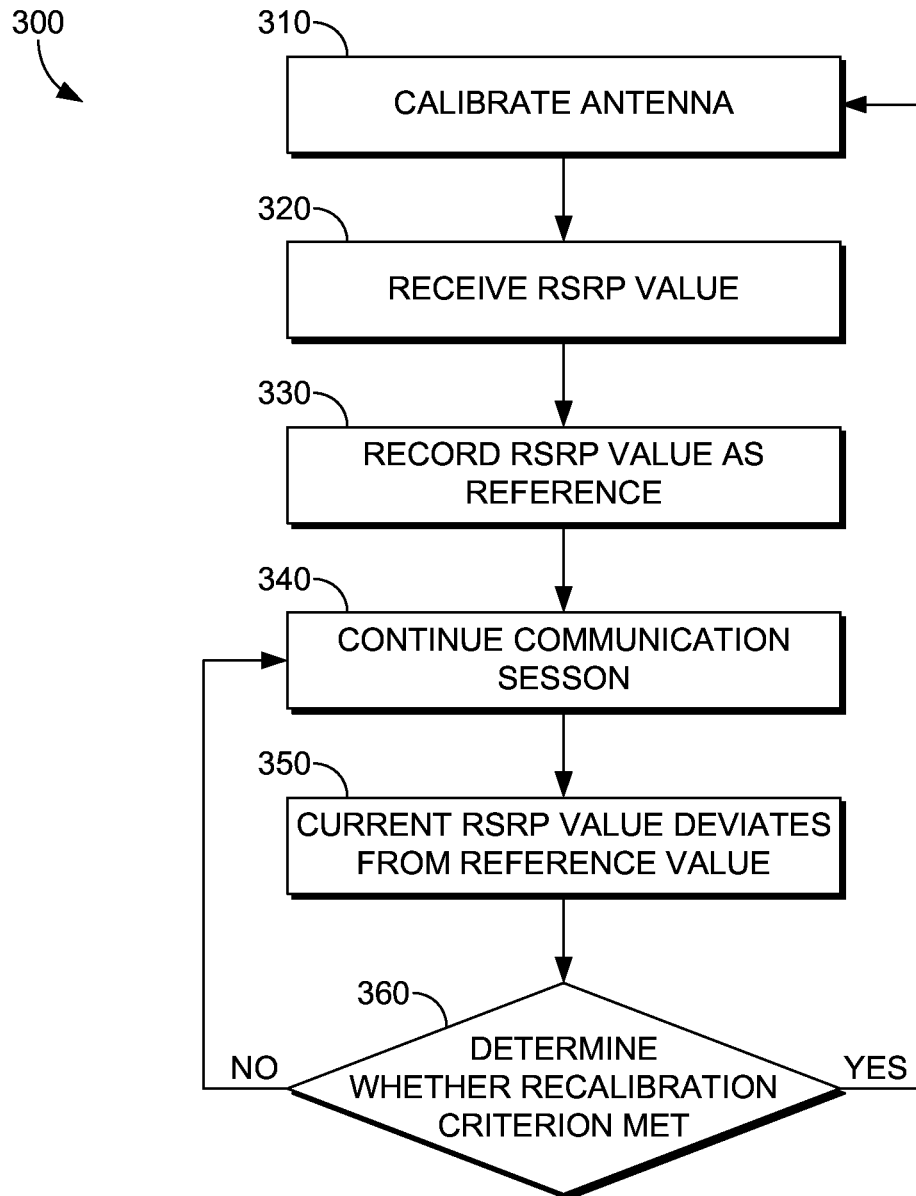 300
310
CALIBRATE ANTENNA
320
RECEIVE RSRP VALUE
330
RECORD RSRP VALUE AS
REFERENCE
340
CONTINUE COMMUNICATION
SESSON
350
CURRENT RSRP VALUE DEVIATES
FROM REFERENCE VALUE
360
DETERMINE
WHETHER RECALIBRATION
CRITERION MET
NO
YES